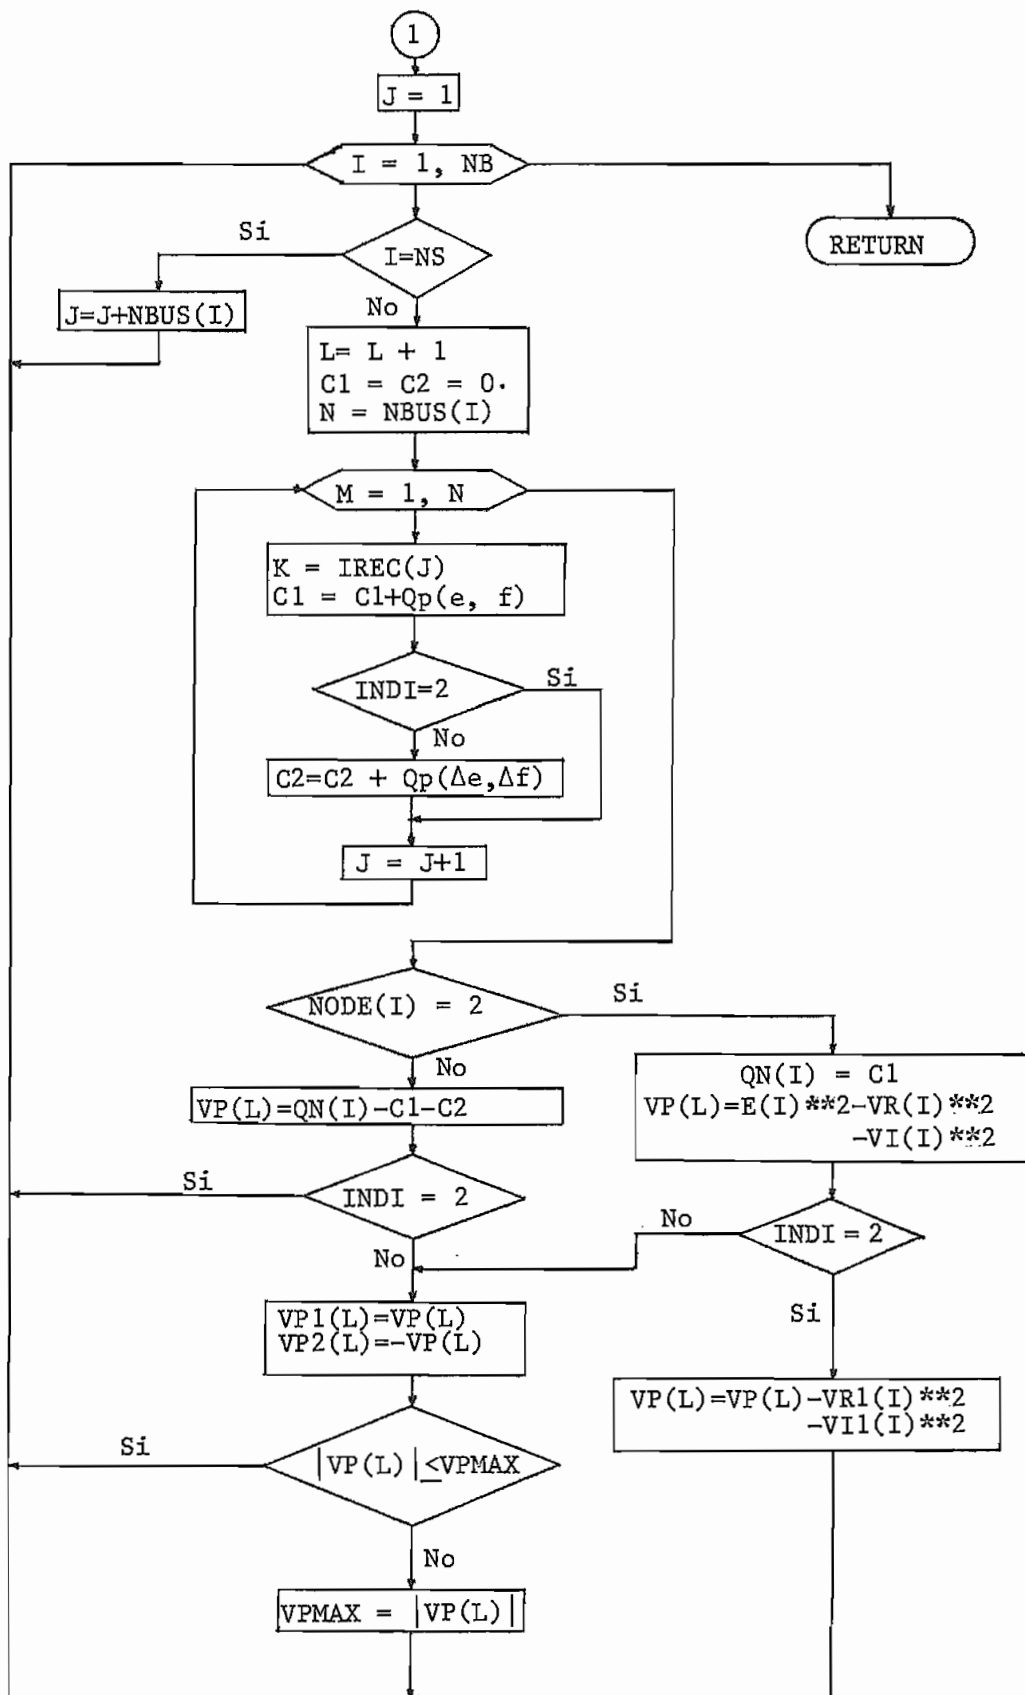 1
J = 1
I = 1, NB
Si
I=NS
RETURN
J=J+NBUS(I)
No
L= L + 1
C1 = C2 = 0.
N = NBUS(I)
M = 1, N
K = IREC(J)
C1 = C1+Qp(e, f)
INDI=2
Si
No
C2=C2 + Qp(Δe,Δf)
J = J+1
NODE(I) = 2
Si
No
QN(I) = C1
VP(L)=E(I)**2-VR(I)**2
-VI(I)**2
VP(L)=QN(I)-C1-C2
Si
INDI = 2
No
INDI = 2
No
Si
VP1(L)=VP(L)
VP2(L)=-VP(L)
VP(L)=VP(L)-VR1(I)**2
-VI1(I)**2
Si
|VP(L)|≤VPMAX
No
VPMAX = |VP(L)|